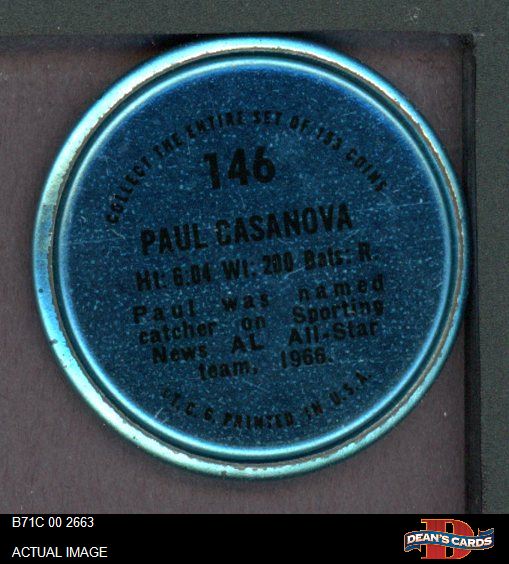 COLLECT THE ENTIRE SET OF 153 COINS
146
PAUL CASANOVA
Ht: 6.04 Wt: 200 Bats: R.
Paul was named
catcher on Sporting
News AL All-Star
team, 1966.
T.C.G. PRINTED IN U.S.A.
B71C 00 2663
ACTUAL IMAGE
D
DEAN'S CARDS